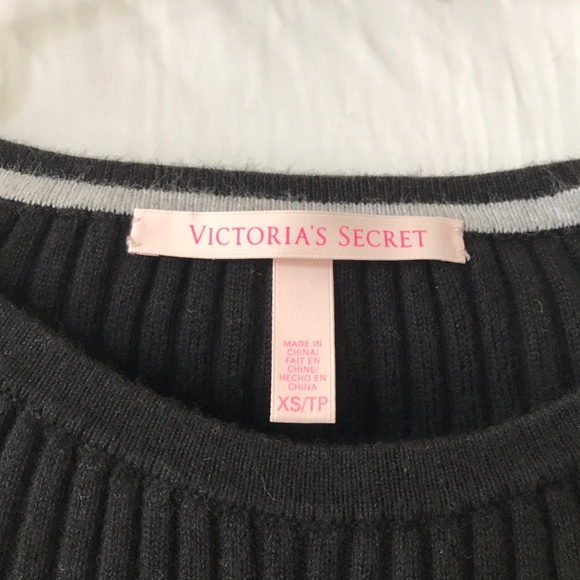 VICTORIA'S SECRET
MADE IN
CHINA/
FAIT EN
CHINE/
HECHO EN
CHINA
XS/TP